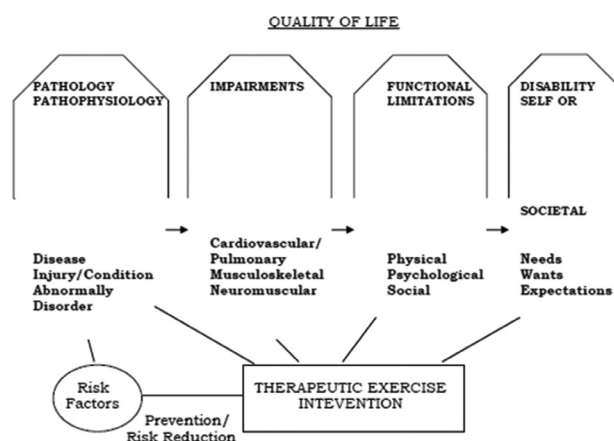 QUALITY OF LIFE
PATHOLOGY
PATHOPHYSIOLOGY
IMPAIRMENTS
FUNCTIONAL
LIMITATIONS
DISABILITY
SELF OR
SOCIETAL
Disease
Injury/Condition
Abnormally
Disorder
Cardiovascular/
Pulmonary
Musculoskeletal
Neuromuscular
Physical
Psychological
Social
Needs
Wants
Expectations
Risk
Factors
Prevention/
Risk Reduction
THERAPEUTIC EXERCISE
INTEVENTION